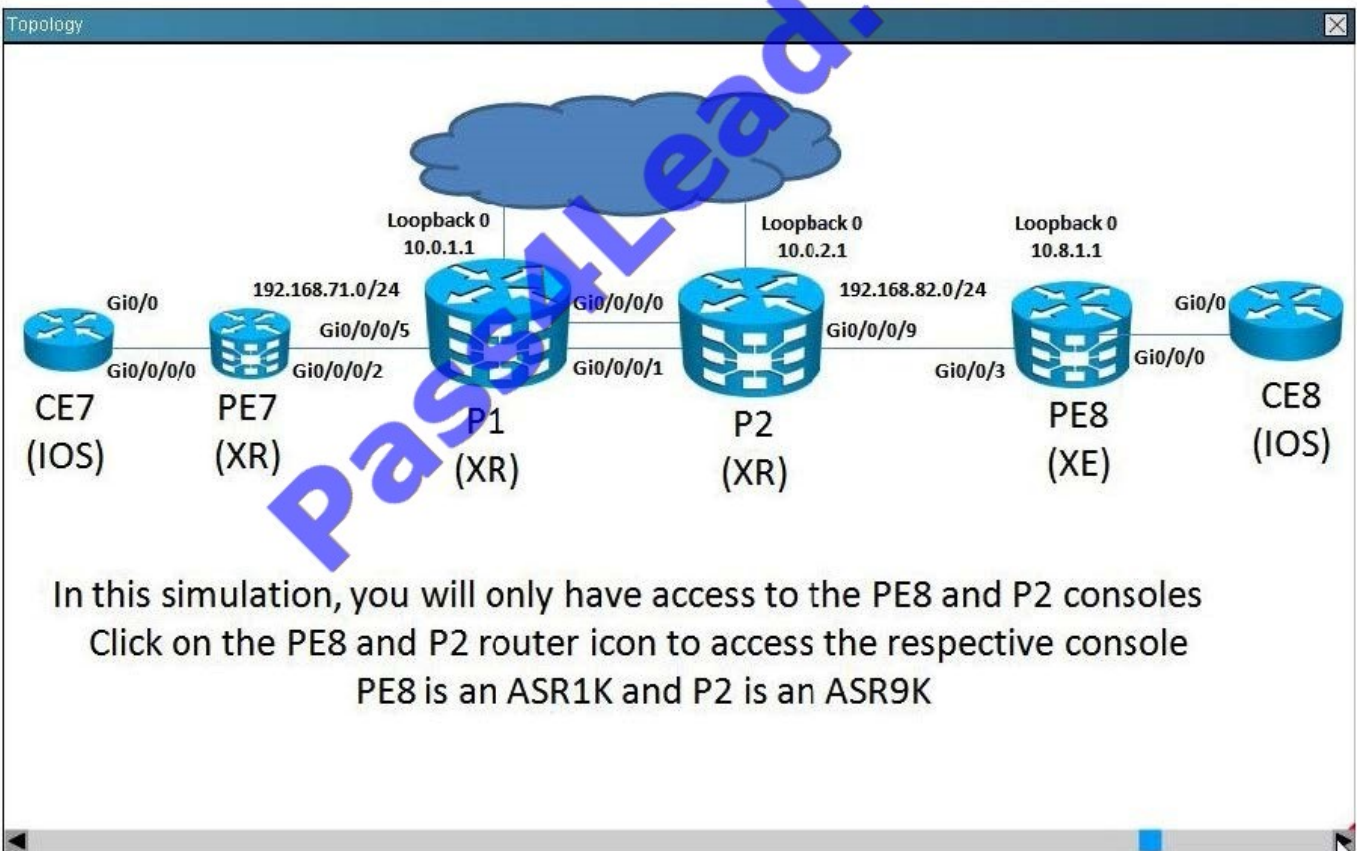 Topology
Loopback 0
10.0.1.1
Loopback 0
10.0.2.1
Loopback 0
10.8.1.1
Gi0/0
192.168.71.0/24
Gi0/0/0/0
192.168.82.0/24
Gi0/0
Gi0/0/0/5
Gi0/0/0/9
Gi0/0/0/0
Gi0/0/0/2
Gi0/0/0/1
Gi0/0/3
Gi0/0/0
CE7
(IOS)
PE7
(XR)
P1
(XR)
P2
(XR)
PE8
(XE)
CE8
(IOS)
Pass4Lead.
In this simulation, you will only have access to the PE8 and P2 consoles
Click on the PE8 and P2 router icon to access the respective console
PE8 is an ASR1K and P2 is an ASR9K